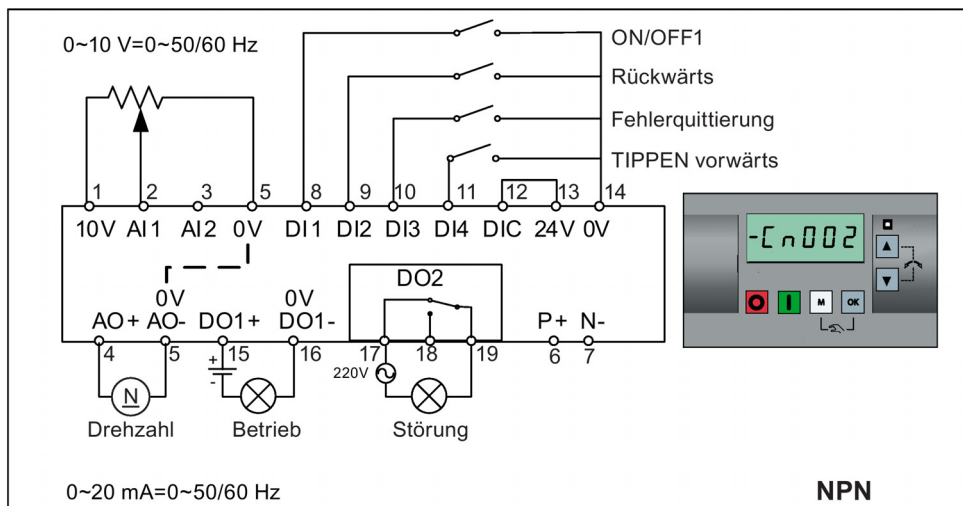 0~10 V=0~50/60 Hz
ON/OFF1
Rückwärts
Fehlerquittierung
TIPPEN vorwärts
1 2 3 5 8 9 10 11 12 13 14
10V AI1 AI2 0V DI1 DI2 DI3 DI4 DIC 24V 0V
-Cn002
M OK
DO2
0V 0V
AO+ AO- DO1+ DO1- P+ N-
4 5 15 16 17 18 19 6 7
+
-
220V
N
Drehzahl Betrieb Störung
0~20 mA=0~50/60 Hz
NPN